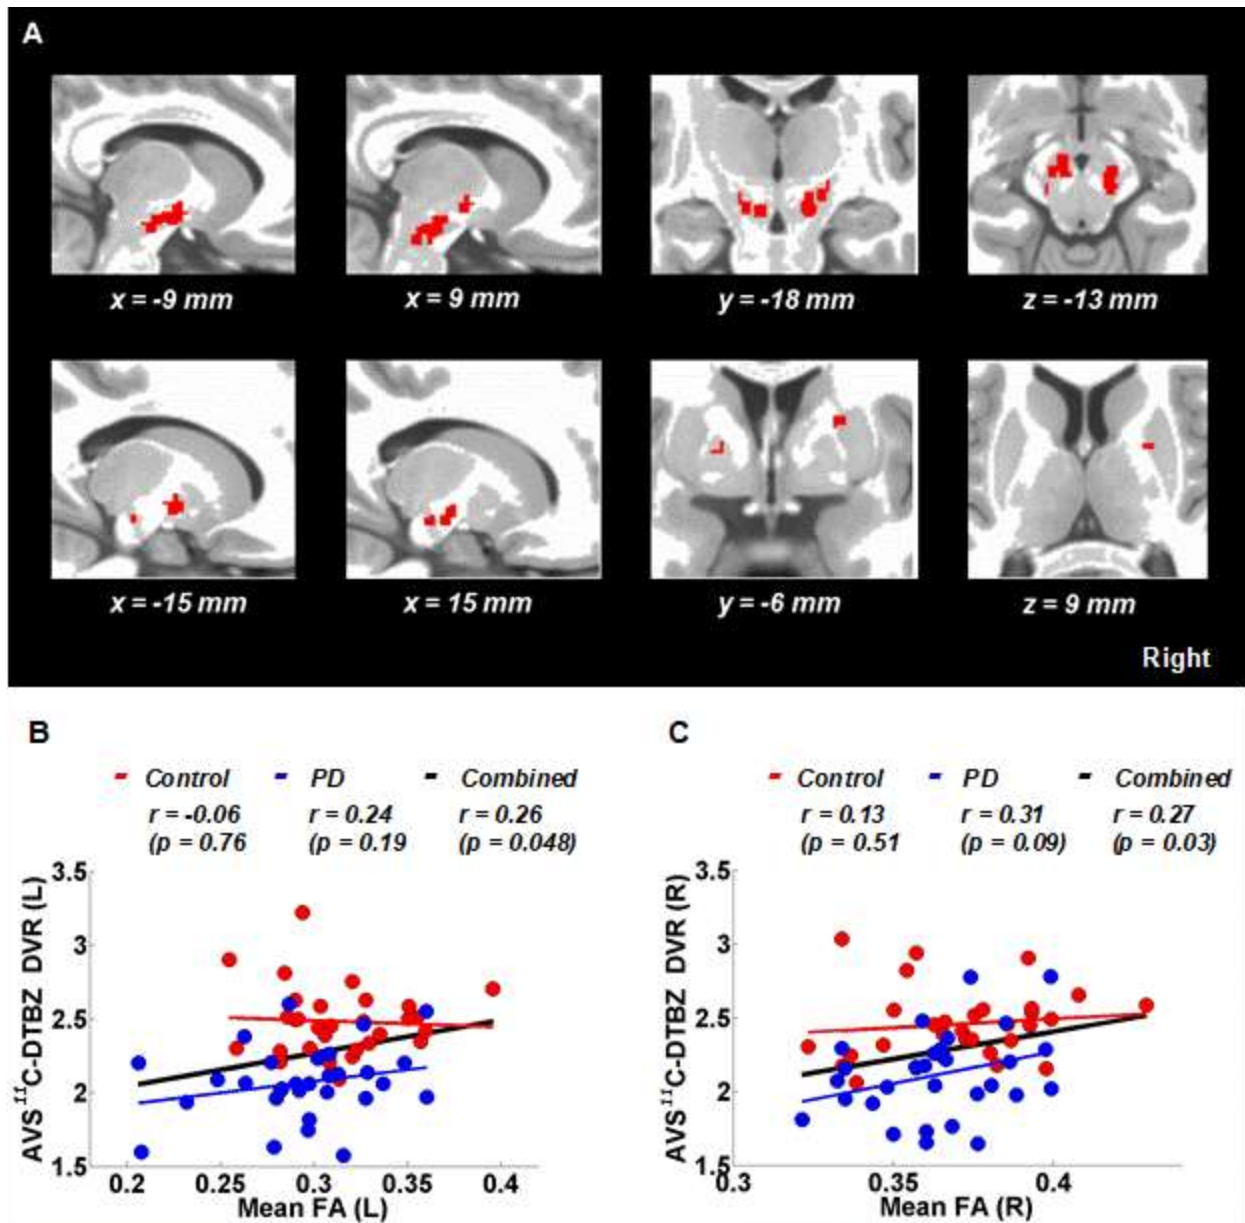 A
x = -9 mm
x = 9 mm
y = -18 mm
z = -13 mm
x = -15 mm
x = 15 mm
y = -6 mm
z = 9 mm
Right
B
Control PD Combined
r = -0.06 r = 0.24 r = 0.26
(p = 0.76 (p = 0.19 (p = 0.048)
3.5
3
2.5
2
1.5
AVS ¹¹C-DTBZ DVR (L)
0.2 0.25 0.3 0.35 0.4
Mean FA (L)
C
Control PD Combined
r = 0.13 r = 0.31 r = 0.27
(p = 0.51 (p = 0.09) (p = 0.03)
3.5
3
2.5
2
1.5
AVS ¹¹C-DTBZ DVR (R)
0.3 0.35 0.4
Mean FA (R)